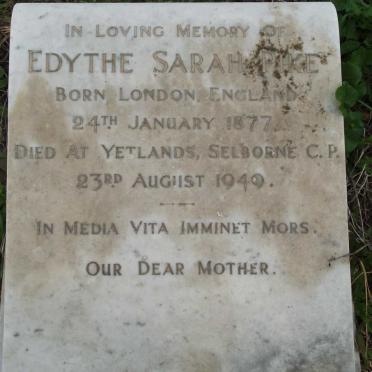 In Loving Memory of
Edythe Sarah Pike
Born London, England
24th January 1877.
Died At Yetlands, Selborne C.P.
23rd August 1949.
In Media Vita Imminet Mors.
Our Dear Mother.